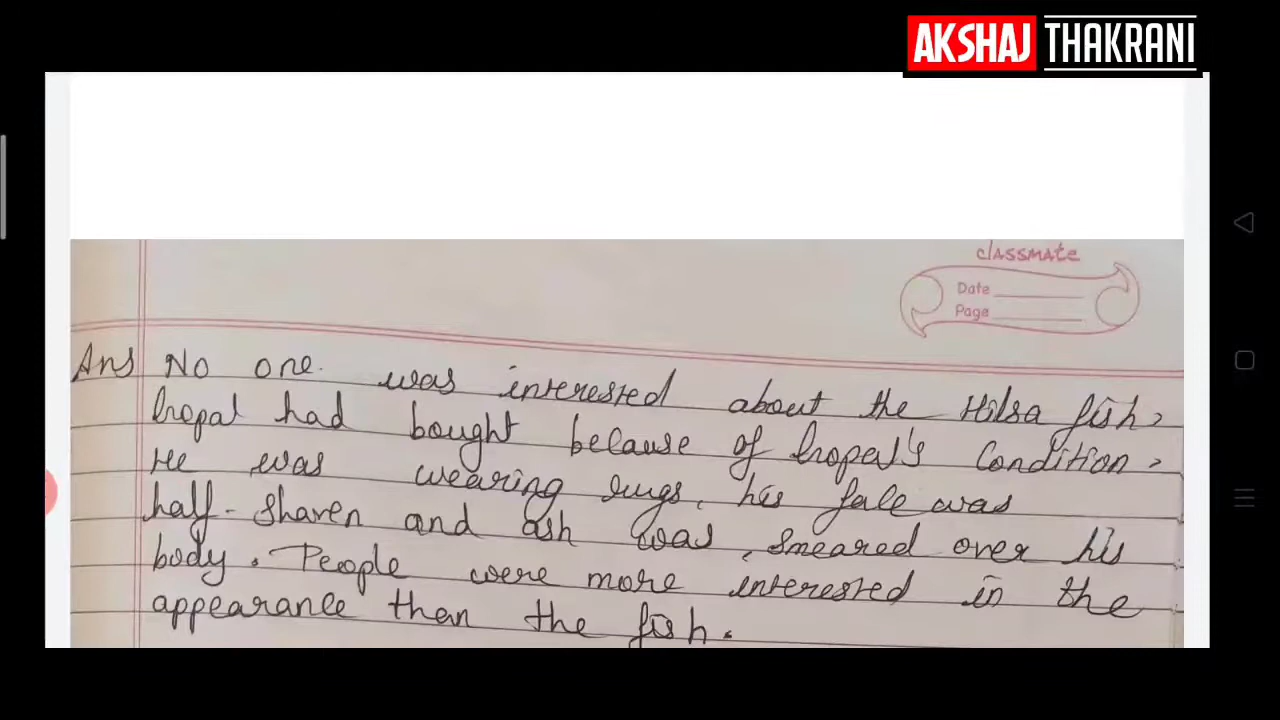 AKSHAJ THAKRANI
classmate
Date
Page
Ans No one was interested about the Hilsa fish,
Gopal had bought because of Gopal's condition,
He was wearing rags, his face was
half-shaven and ash was, smeared over his
body. People were more interested in the
appearance then the fish.